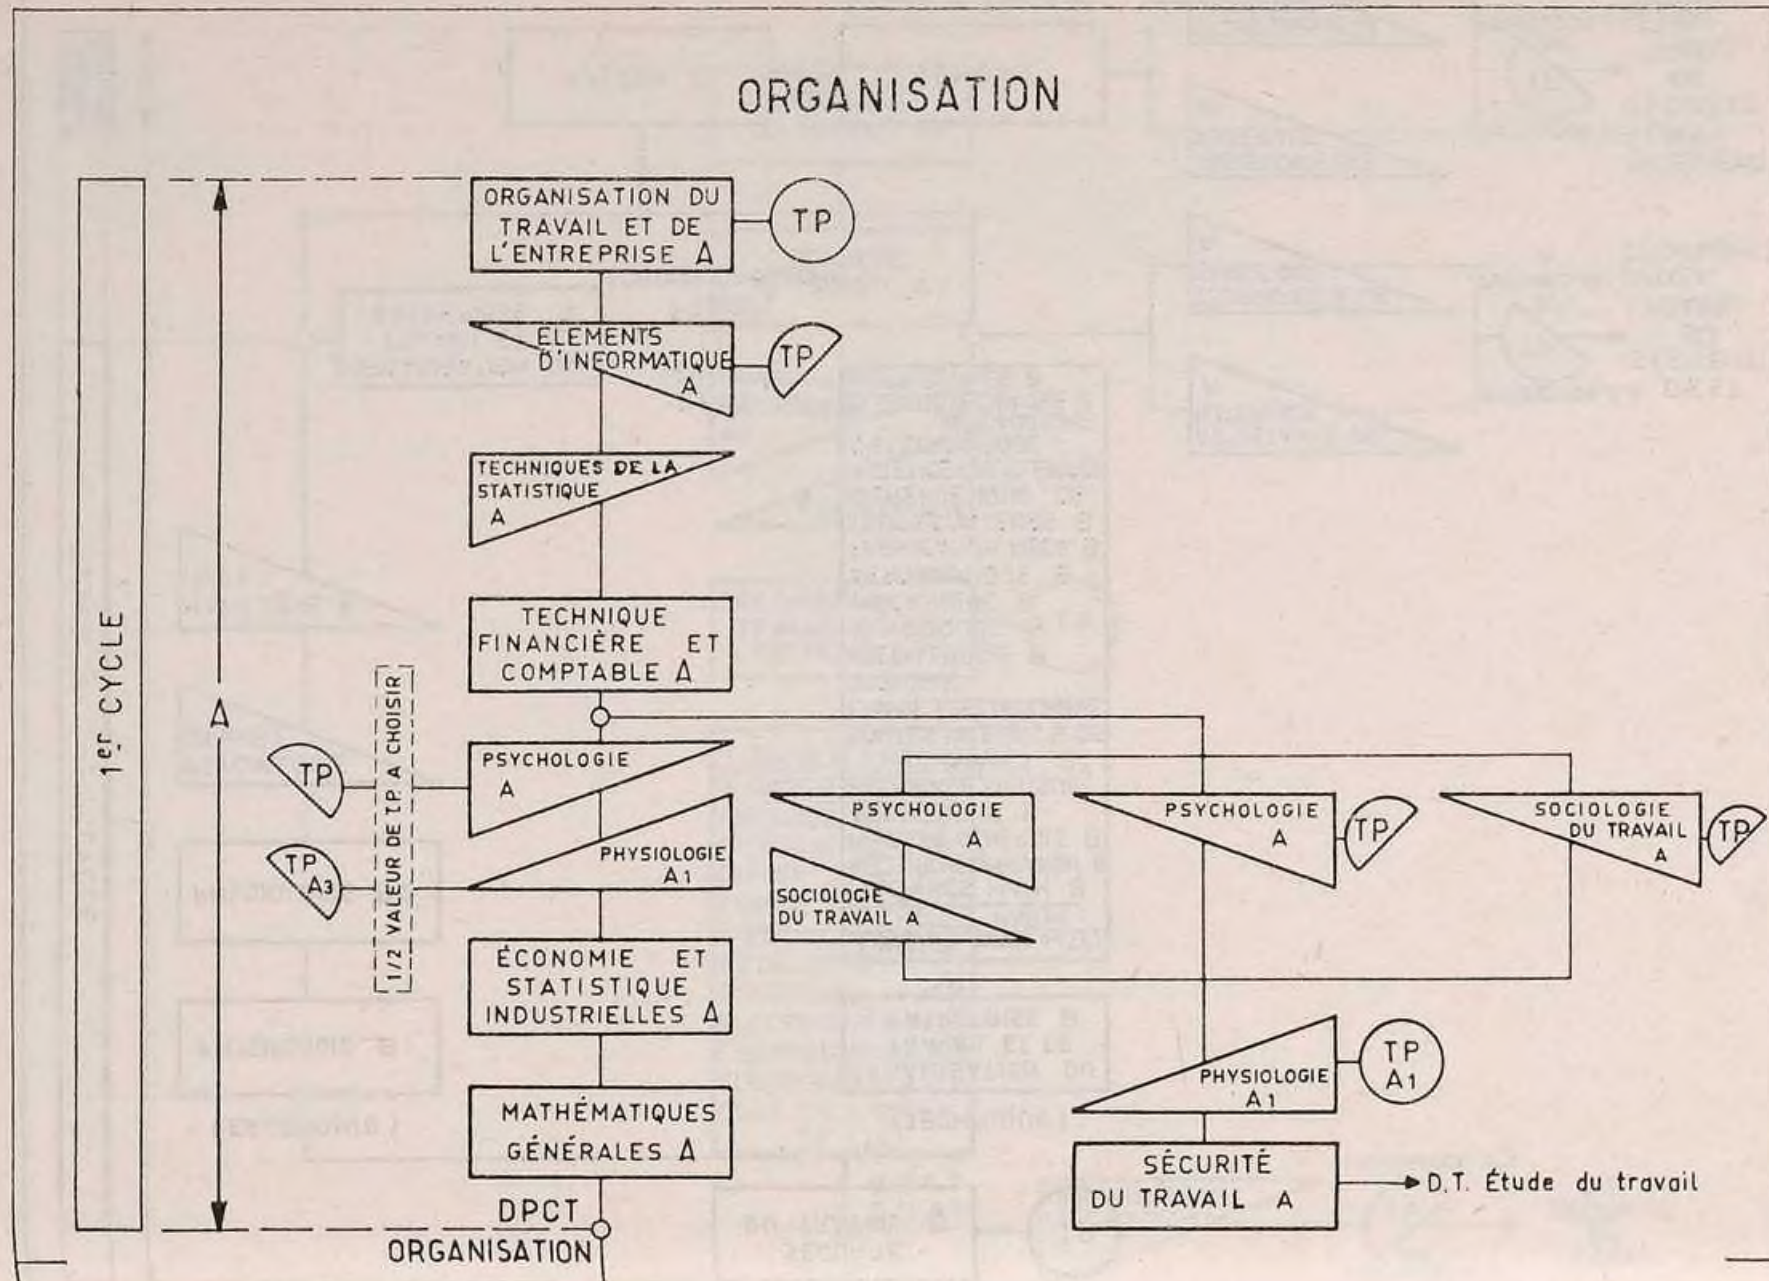 ORGANISATION
1er CYCLE
A
ORGANISATION DU
TRAVAIL ET DE
L'ENTREPRISE A
TP
ELEMENTS
D'INFORMATIQUE
A
TP
TECHNIQUES DE LA
STATISTIQUE
A
TECHNIQUE
FINANCIÈRE ET
COMPTABLE A
1/2 VALEUR DE TP A CHOISIR
TP
PSYCHOLOGIE
A
TP
A3
PHYSIOLOGIE
A1
ÉCONOMIE ET
STATISTIQUE
INDUSTRIELLES A
MATHÉMATIQUES
GÉNÉRALES A
DPCT
ORGANISATION
PSYCHOLOGIE
A
SOCIOLOGIE
DU TRAVAIL A
PSYCHOLOGIE
A
TP
SOCIOLOGIE
DU TRAVAIL
A
TP
PHYSIOLOGIE
A1
TP
A1
SÉCURITÉ
DU TRAVAIL A
D.T. Étude du travail